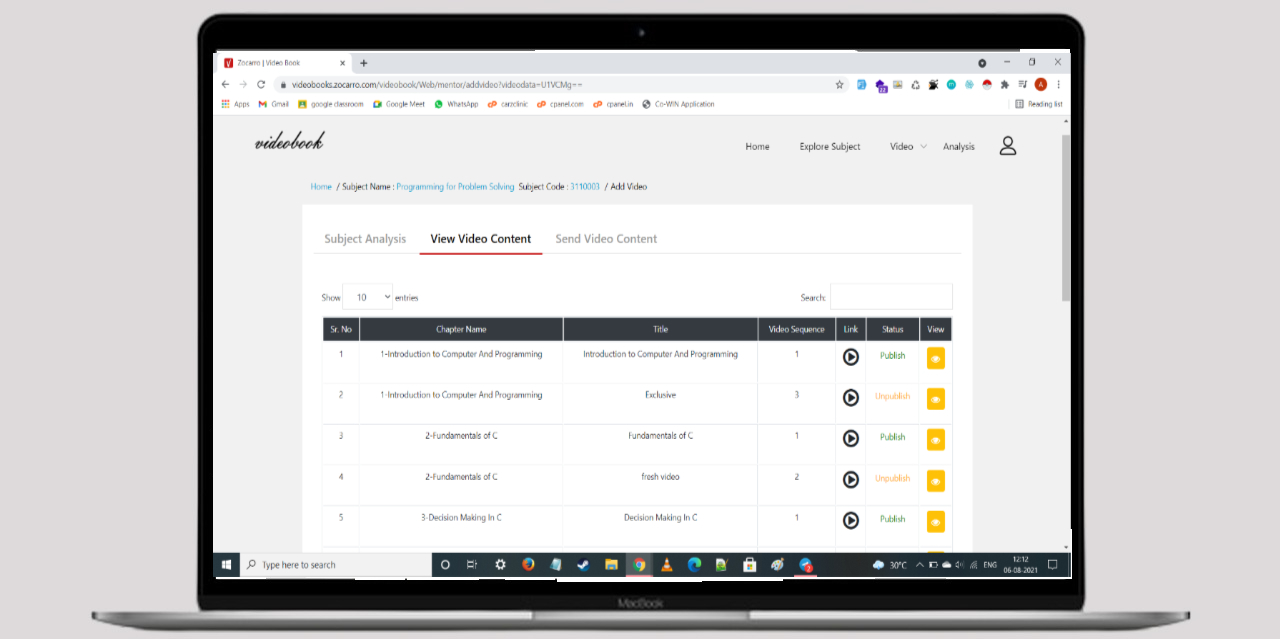 Zocarro | Video Book
videobooks.zocarro.com/videobook/Web/mentor/addvideo?videodata=U1VCMg==
Apps Gmail google classroom Google Meet WhatsApp carzclinic cpanel.com cpanel.in Co-WIN Application Reading list
videobook
Home Explore Subject Video Analysis
Home / Subject Name : Programming for Problem Solving Subject Code : 3110003 / Add Video
Subject Analysis View Video Content Send Video Content
Show 10 entries Search:
Sr. No Chapter Name Title Video Sequence Link Status View
1 1-Introduction to Computer And Programming Introduction to Computer And Programming 1 Publish
2 1-Introduction to Computer And Programming Exclusive 3 Unpublish
3 2-Fundamentals of C Fundamentals of C 1 Publish
4 2-Fundamentals of C fresh video 2 Unpublish
5 3-Decision Making In C Decision Making In C 1 Publish
Type here to search 30°C ENG 12:12
06-08-2021
MacBook